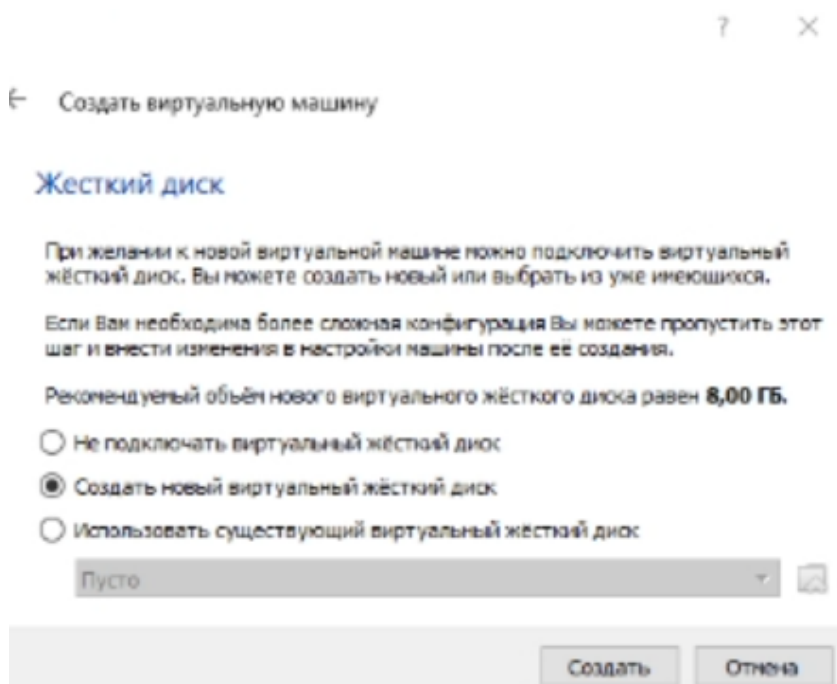 ?
Создать виртуальную машину
Жесткий диск
При желании к новой виртуальной машине можно подключить виртуальный
жёсткий диск. Вы можете создать новый или выбрать из уже имеющихся.
Если Вам необходима более сложная конфигурация Вы можете пропустить этот
шаг и внести изменения в настройки машины после её создания.
Рекомендуемый объём нового виртуального жёсткого диска равен 8,00 ГБ.
Не подключать виртуальный жёсткий диск
Создать новый виртуальный жёсткий диск
Использовать существующий виртуальный жёсткий диск
Пусто
Создать Отмена